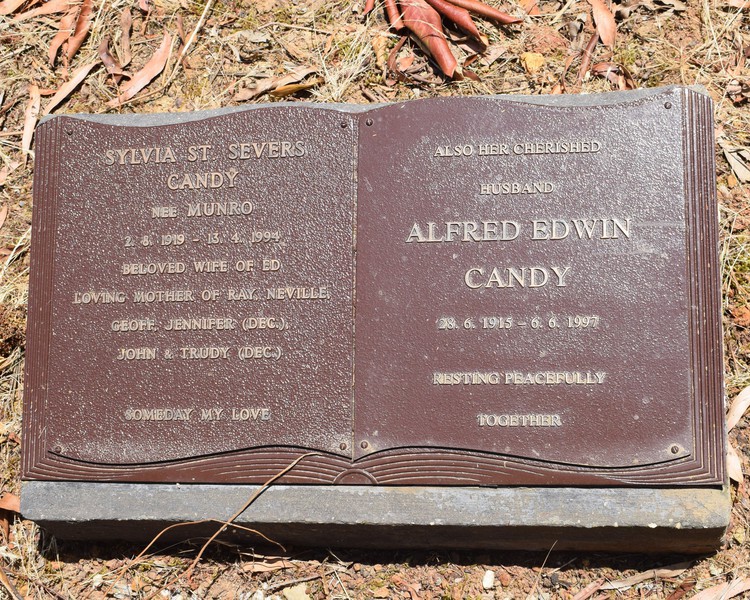 SYLVIA ST. SEVERS
CANDY
NEE MUNRO
2. 8. 1919 – 13. 4. 1994
BELOVED WIFE OF ED
LOVING MOTHER OF RAY, NEVILLE,
GEOFF, JENNIFER (DEC.),
JOHN & TRUDY (DEC.)
SOMEDAY MY LOVE
ALSO HER CHERISHED
HUSBAND
ALFRED EDWIN
CANDY
28. 6. 1915 – 6. 6. 1997
RESTING PEACEFULLY
TOGETHER